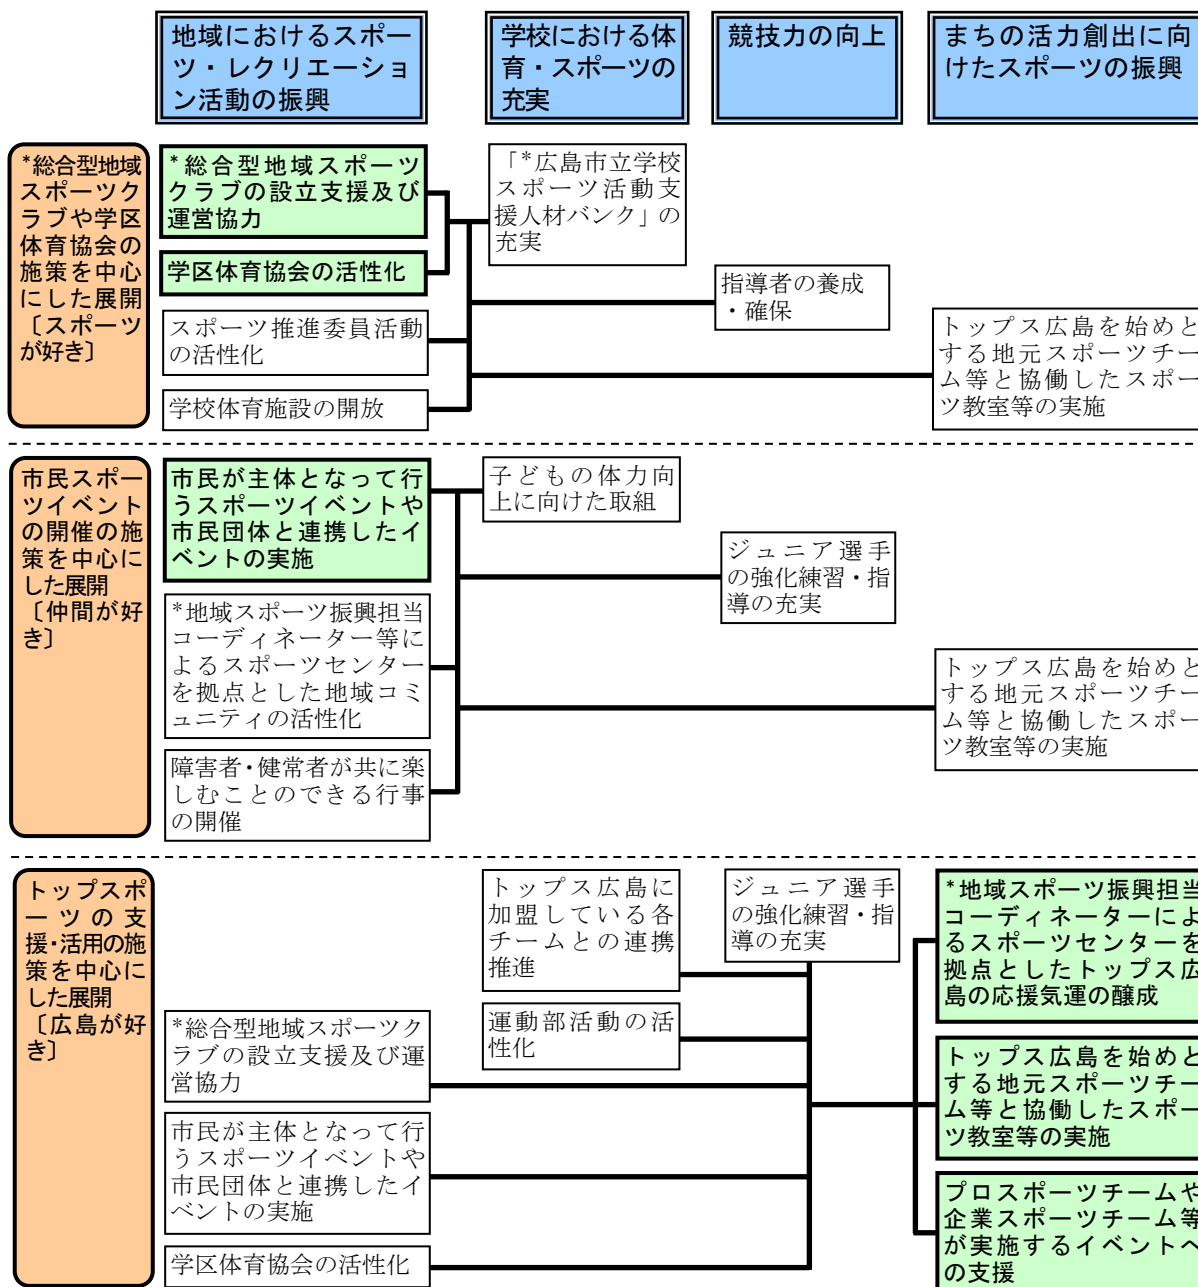 地域におけるスポー
ツ・レクリエーショ
ン活動の振興
学校における体
育・スポーツの
充実
競技力の向上
まちの活力創出に向
けたスポーツの振興
*総合型地域
スポーツク
ラブや学区
体育協会の
施策を中心
にした展開
〔スポーツ
が好き〕
*総合型地域スポーツ
クラブの設立支援及び
運営協力
学区体育協会の活性化
スポーツ推進委員活動
の活性化
学校体育施設の開放
「*広島市立学校
スポーツ活動支
援人材バンク」の
充実
指導者の養成
・確保
トップス広島を始めと
する地元スポーツチー
ム等と協働したスポー
ツ教室等の実施
市民スポー
ツイベント
の開催の施
策を中心に
した展開
〔仲間が好
き〕
市民が主体となって行
うスポーツイベントや
市民団体と連携したイ
ベントの実施
*地域スポーツ振興担当
コーディネーター等に
よるスポーツセンター
を拠点とした地域コミ
ュニティの活性化
障害者・健常者が共に楽
しむことのできる行事
の開催
子どもの体力向
上に向けた取組
ジュニア選手
の強化練習・指
導の充実
トップス広島を始めと
する地元スポーツチー
ム等と協働したスポー
ツ教室等の実施
トップスポ
ーツの支
援・活用の施
策を中心に
した展開
〔広島が好
き〕
*総合型地域スポーツク
ラブの設立支援及び運
営協力
市民が主体となって行
うスポーツイベントや
市民団体と連携したイ
ベントの実施
学区体育協会の活性化
トップス広島に
加盟している各
チームとの連携
推進
運動部活動の活
性化
ジュニア選手
の強化練習・指
導の充実
*地域スポーツ振興担当
コーディネーターによ
るスポーツセンターを
拠点としたトップス広
島の応援気運の醸成
トップス広島を始めと
する地元スポーツチー
ム等と協働したスポー
ツ教室等の実施
プロスポーツチームや
企業スポーツチーム等
が実施するイベントへ
の支援